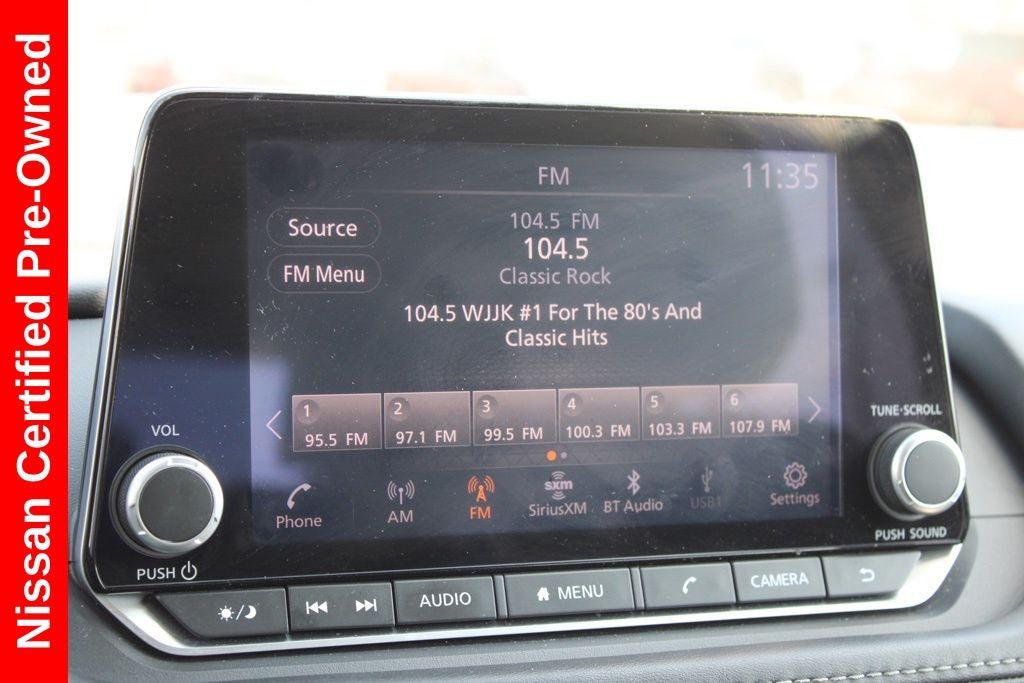 Nissan Certified Pre-Owned
FM
11:35
Source
FM Menu
104.5 FM
104.5
Classic Rock
104.5 WJJK #1 For The 80's And
Classic Hits
1
95.5 FM
2
97.1 FM
3
99.5 FM
4
100.3 FM
5
103.3 FM
6
107.9 FM
VOL
TUNE·SCROLL
Phone
AM
FM
sxm
SiriusXM
BT Audio
USB1
Settings
PUSH
PUSH SOUND
AUDIO
MENU
CAMERA